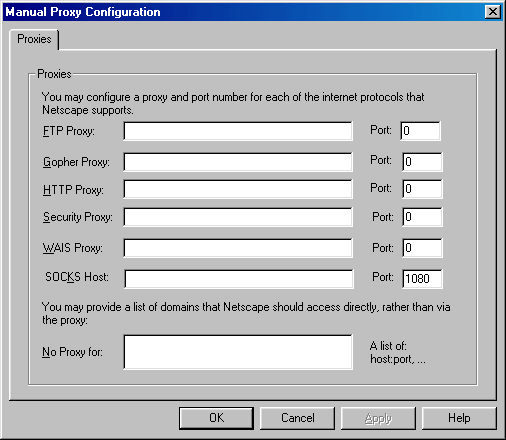 Manual Proxy Configuration
Proxies
Proxies
You may configure a proxy and port number for each of the internet protocols that
Netscape supports.
FTP Proxy: Port: 0
Gopher Proxy: Port: 0
HTTP Proxy: Port: 0
Security Proxy: Port: 0
WAIS Proxy: Port: 0
SOCKS Host: Port: 1080
You may provide a list of domains that Netscape should access directly, rather than via
the proxy:
No Proxy for: A list of:
host:port, ...
OK Cancel Apply Help